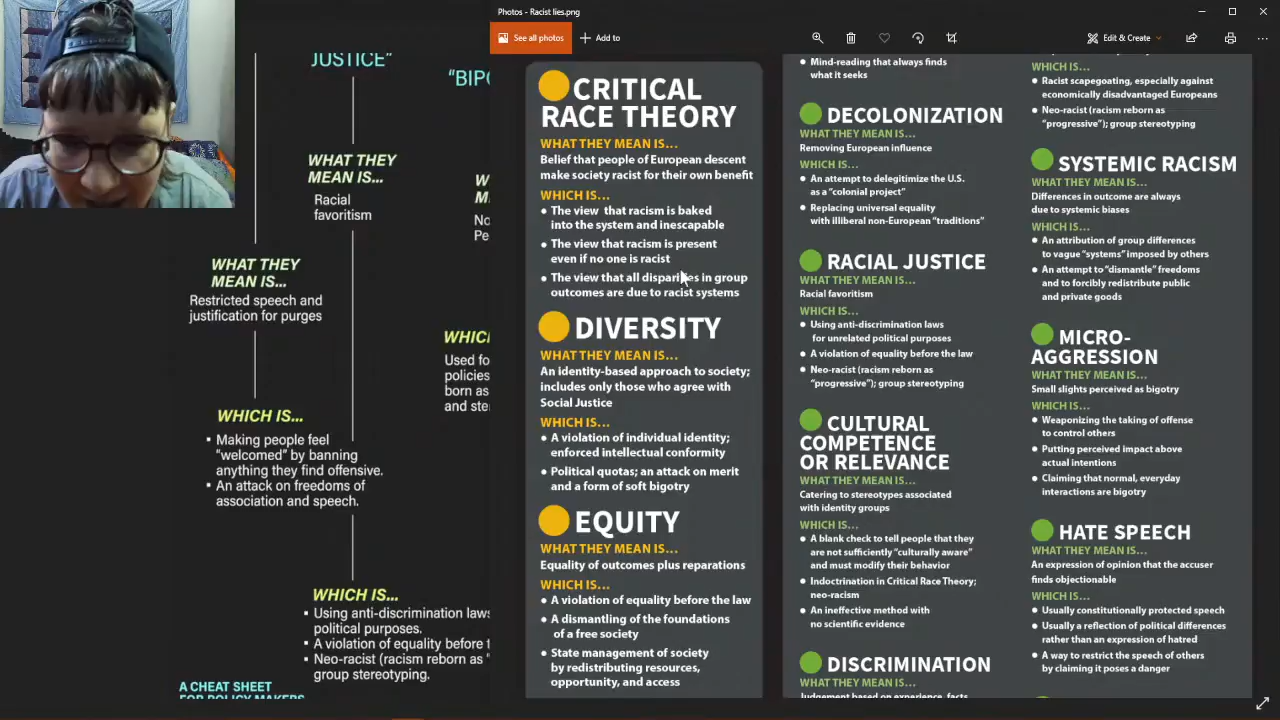 Photos - Racist lies.png
See all photos
Add to
Edit & Create
JUSTICE"
"BIPO
WHAT THEY
MEAN IS...
Racial
favoritism
WHAT THEY
MEAN IS...
Restricted speech and
justification for purges
WHICH IS...
▪ Making people feel
"welcomed" by banning
anything they find offensive.
▪ An attack on freedoms of
association and speech.
W
M
No
Pe
WHICH
Used fo
policies
born as
and ste
WHICH IS...
▪ Using anti-discrimination laws
political purposes.
▪ A violation of equality before t
▪ Neo-racist (racism reborn as "
group stereotyping.
A CHEAT SHEET
FOR POLICY MAKERS
CRITICAL
RACE THEORY
WHAT THEY MEAN IS...
Belief that people of European descent
make society racist for their own benefit
WHICH IS...
• The view that racism is baked
into the system and inescapable
• The view that racism is present
even if no one is racist
• The view that all disparities in group
outcomes are due to racist systems
DIVERSITY
WHAT THEY MEAN IS...
An identity-based approach to society;
includes only those who agree with
Social Justice
WHICH IS...
• A violation of individual identity;
enforced intellectual conformity
• Political quotas; an attack on merit
and a form of soft bigotry
EQUITY
WHAT THEY MEAN IS...
Equality of outcomes plus reparations
WHICH IS...
• A violation of equality before the law
• A dismantling of the foundations
of a free society
• State management of society
by redistributing resources,
opportunity, and access
• Mind-reading that always finds
what it seeks
DECOLONIZATION
WHAT THEY MEAN IS...
Removing European influence
WHICH IS...
• An attempt to delegitimize the U.S.
as a "colonial project"
• Replacing universal equality
with illiberal non-European "traditions"
RACIAL JUSTICE
WHAT THEY MEAN IS...
Racial favoritism
WHICH IS...
• Using anti-discrimination laws
for unrelated political purposes
• A violation of equality before the law
• Neo-racist (racism reborn as
"progressive"); group stereotyping
CULTURAL
COMPETENCE
OR RELEVANCE
WHAT THEY MEAN IS...
Catering to stereotypes associated
with identity groups
WHICH IS...
• A blank check to tell people that they
are not sufficiently "culturally aware"
and must modify their behavior
• Indoctrination in Critical Race Theory;
neo-racism
• An ineffective method with
no scientific evidence
DISCRIMINATION
WHAT THEY MEAN IS...
Judgement based on experience, facts
WHICH IS...
• Racist scapegoating, especially against
economically disadvantaged Europeans
• Neo-racist (racism reborn as
"progressive"); group stereotyping
SYSTEMIC RACISM
WHAT THEY MEAN IS...
Differences in outcome are always
due to systemic biases
WHICH IS...
• An attribution of group differences
to vague "systems" imposed by others
• An attempt to "dismantle" freedoms
and to forcibly redistribute public
and private goods
MICRO-
AGGRESSION
WHAT THEY MEAN IS...
Small slights perceived as bigotry
WHICH IS...
• Weaponizing the taking of offense
to control others
• Putting perceived impact above
actual intentions
• Claiming that normal, everyday
interactions are bigotry
HATE SPEECH
WHAT THEY MEAN IS...
An expression of opinion that the accuser
finds objectionable
WHICH IS...
• Usually constitutionally protected speech
• Usually a reflection of political differences
rather than an expression of hatred
• A way to restrict the speech of others
by claiming it poses a danger